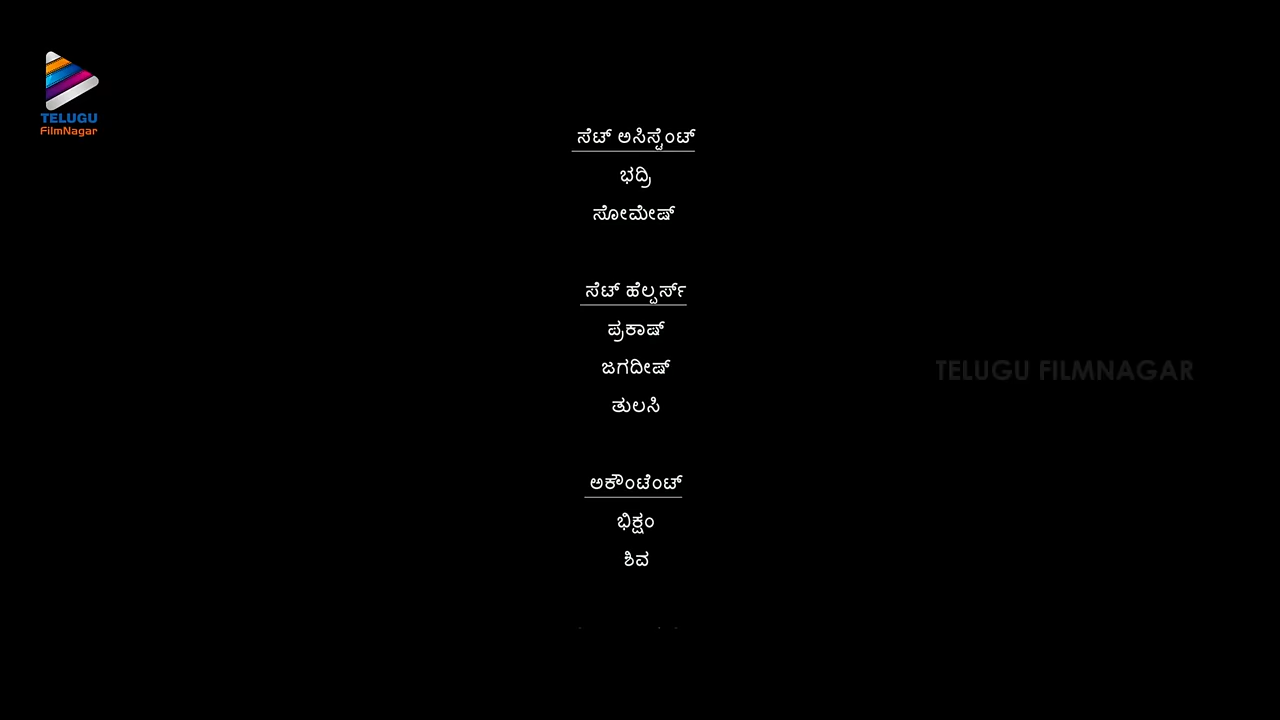 TELUGU
FilmNagar
ಸೆಟ್ ಅಸಿಸ್ಟೆಂಟ್
ಭದ್ರಿ
ಸೋಮೇಷ್
ಸೆಟ್ ಹೆಲ್ಪರ್ಸ್
ಪ್ರಕಾಷ್
ಜಗದೀಷ್
ತುಲಸಿ
TELUGU FILMNAGAR
ಅಕೌಂಟೆಂಟ್
ಭಿಕ್ಷಂ
ಶಿವ